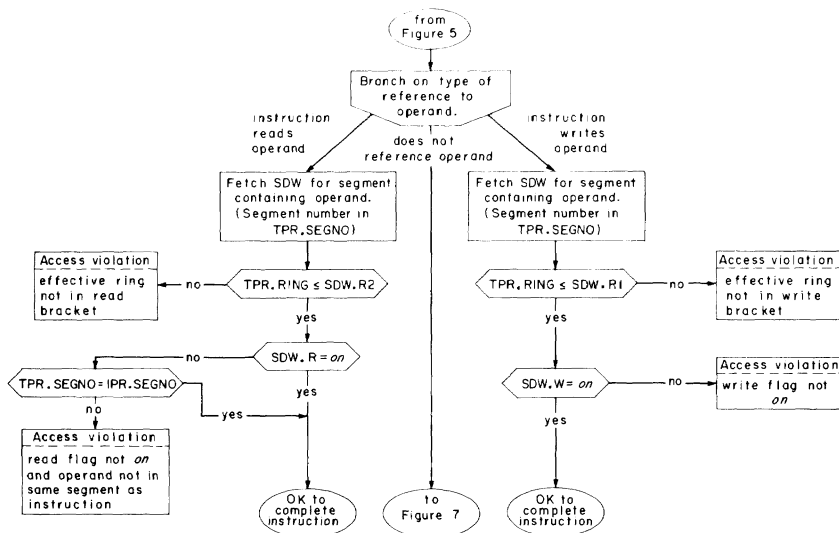 from
Figure 5
Branch on type of
reference to
operand.
instruction
reads
operand
does not
reference operand
instruction
writes
operand
Fetch SDW for segment
containing operand.
(Segment number in
TPR.SEGNO)
Fetch SDW for segment
containing operand.
(Segment number in
TPR.SEGNO)
Access violation
effective ring
not in read
bracket
no
TPR.RING ≤ SDW.R2
yes
TPR.RING ≤ SDW.R1
no
yes
Access violation
effective ring
not in write
bracket
no
SDW.R = on
yes
TPR.SEGNO = IPR.SEGNO
no
yes
Access violation
read flag not on
and operand not in
same segment as
instruction
SDW.W = on
no
yes
Access violation
write flag not
on
OK to
complete
instruction
to
Figure 7
OK to
complete
instruction